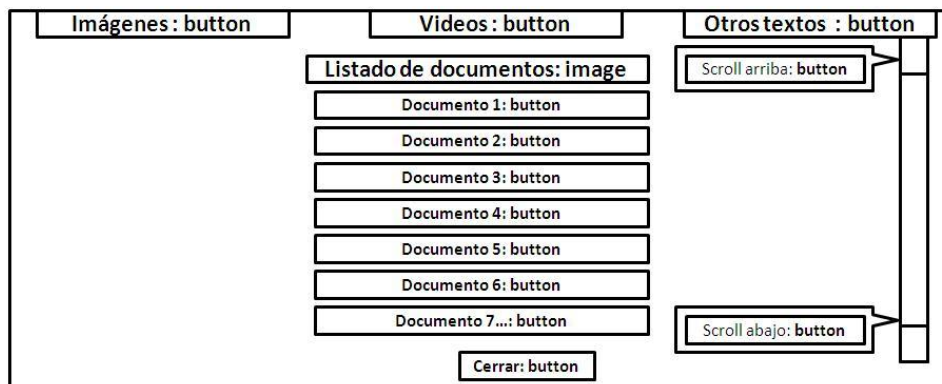 Imágenes : button
Videos : button
Otros textos : button
Listado de documentos: image
Scroll arriba: button
Documento 1: button
Documento 2: button
Documento 3: button
Documento 4: button
Documento 5: button
Documento 6: button
Documento 7...: button
Scroll abajo: button
Cerrar: button